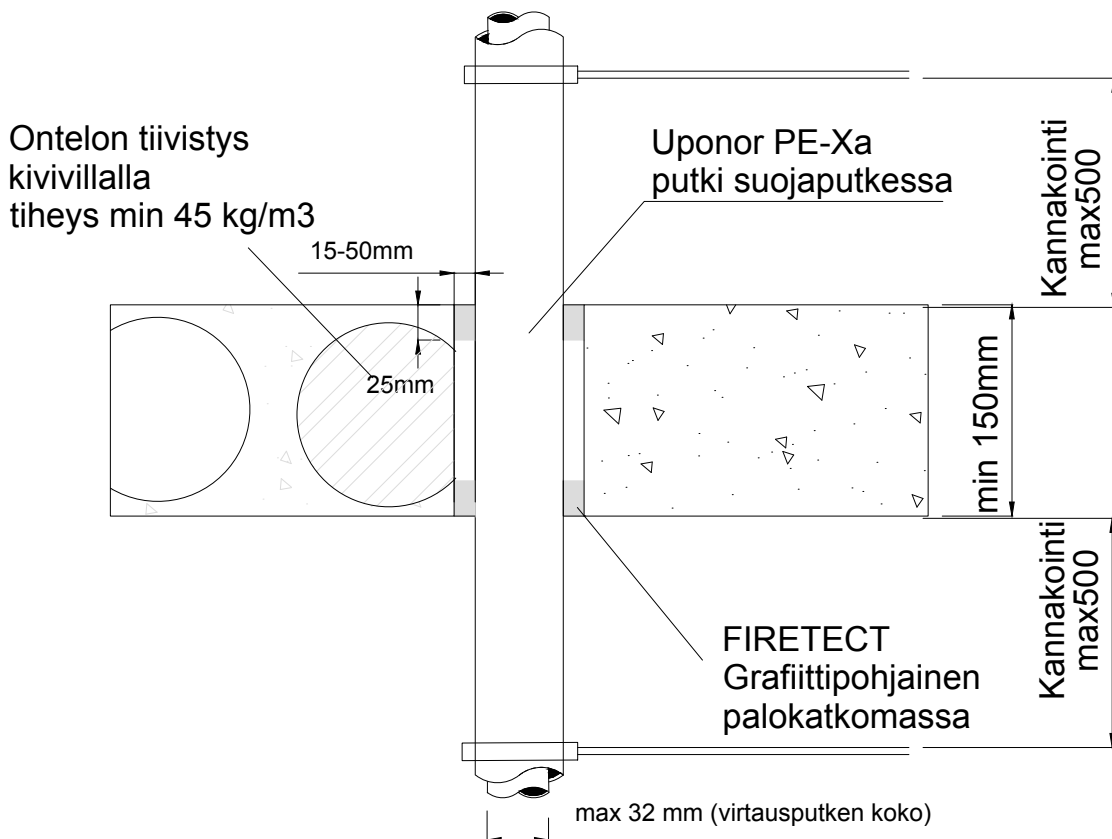 Ontelon tiivistys
kivivillalla
tiheys min 45 kg/m3
15-50mm
25mm
Uponor PE-Xa
putki suojaputkessa
Kannakointi
max500
min 150mm
Kannakointi
max500
FIRETECT
Grafiittipohjainen
palokatkomassa
max 32 mm (virtausputken koko)